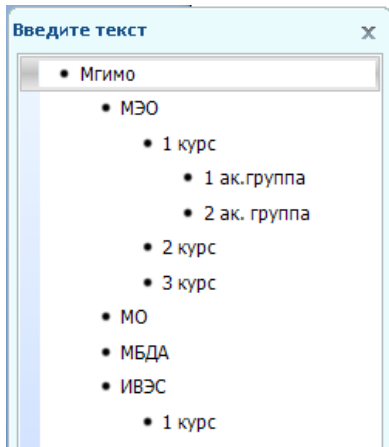 Введите текст
Мгимо
МЭО
1 курс
1 ак.группа
2 ак. группа
2 курс
3 курс
МО
МБДА
ИВЭС
1 курс